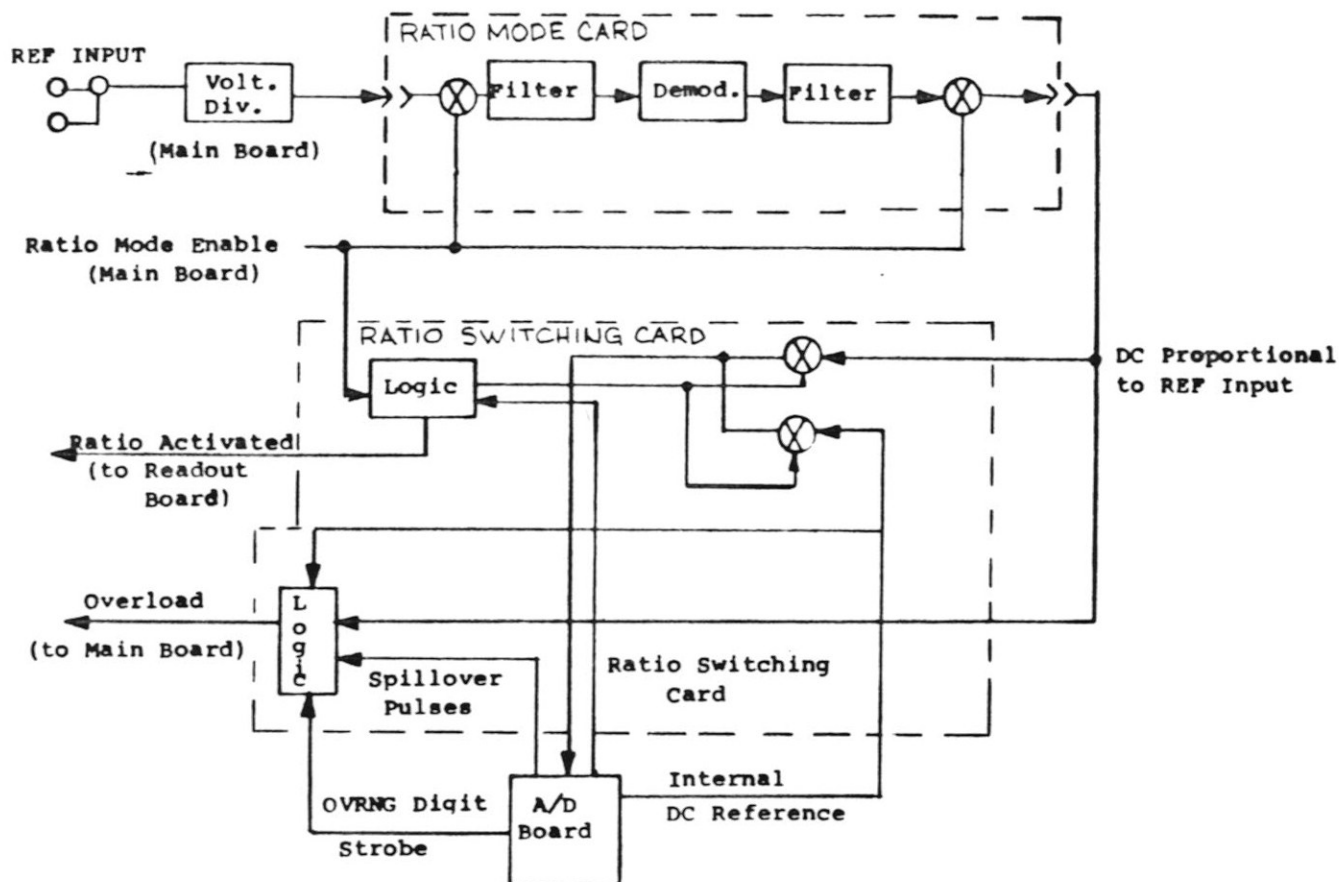 RATIO MODE CARD
REF INPUT
Volt.
Div.
Filter
Demod.
Filter
(Main Board)
Ratio Mode Enable
(Main Board)
RATIO SWITCHING CARD
Logic
DC Proportional
to REF Input
Ratio Activated
(to Readout
Board)
Overload
(to Main Board)
Logic
Spillover
Pulses
Ratio Switching
Card
OVRNG Digit
Strobe
A/D
Board
Internal
DC Reference